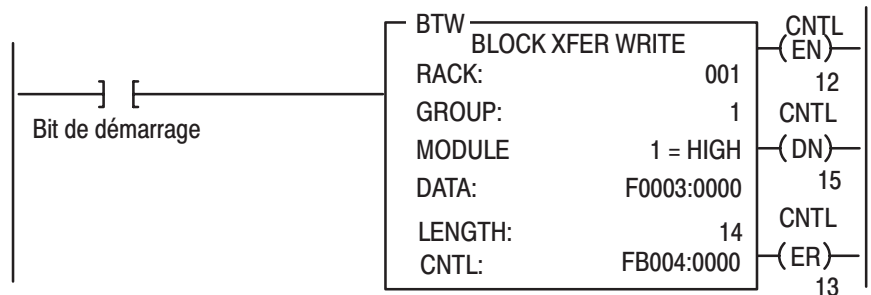 BTW
BLOCK XFER WRITE
RACK: 001
GROUP: 1
MODULE 1 = HIGH
DATA: F0003:0000
LENGTH: 14
CNTL: FB004:0000
CNTL
(EN)
12
CNTL
(DN)
15
CNTL
(ER)
13
Bit de démarrage